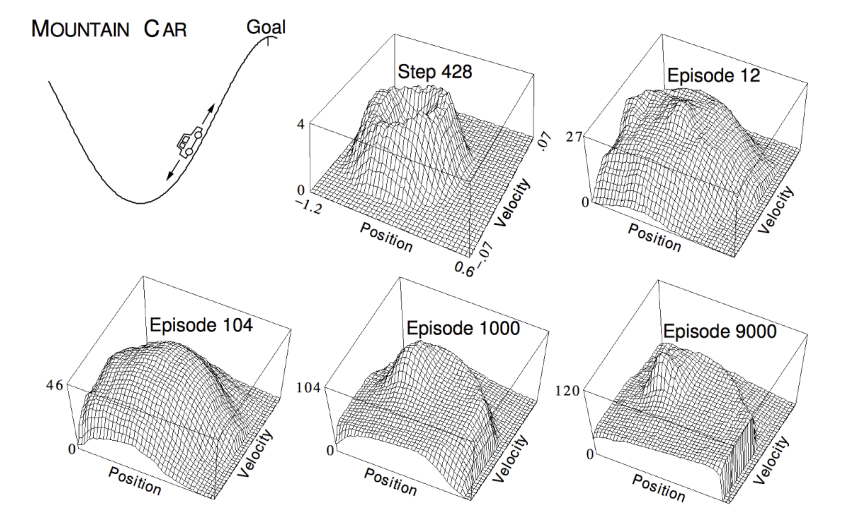 MOUNTAIN CAR
Goal
Step 428
4
0
−1.2
Position
0.6
−.07
Velocity
.07
Episode 12
27
0
Position
Velocity
Episode 104
46
0
Position
Velocity
Episode 1000
104
0
Position
Velocity
Episode 9000
120
0
Position
Velocity